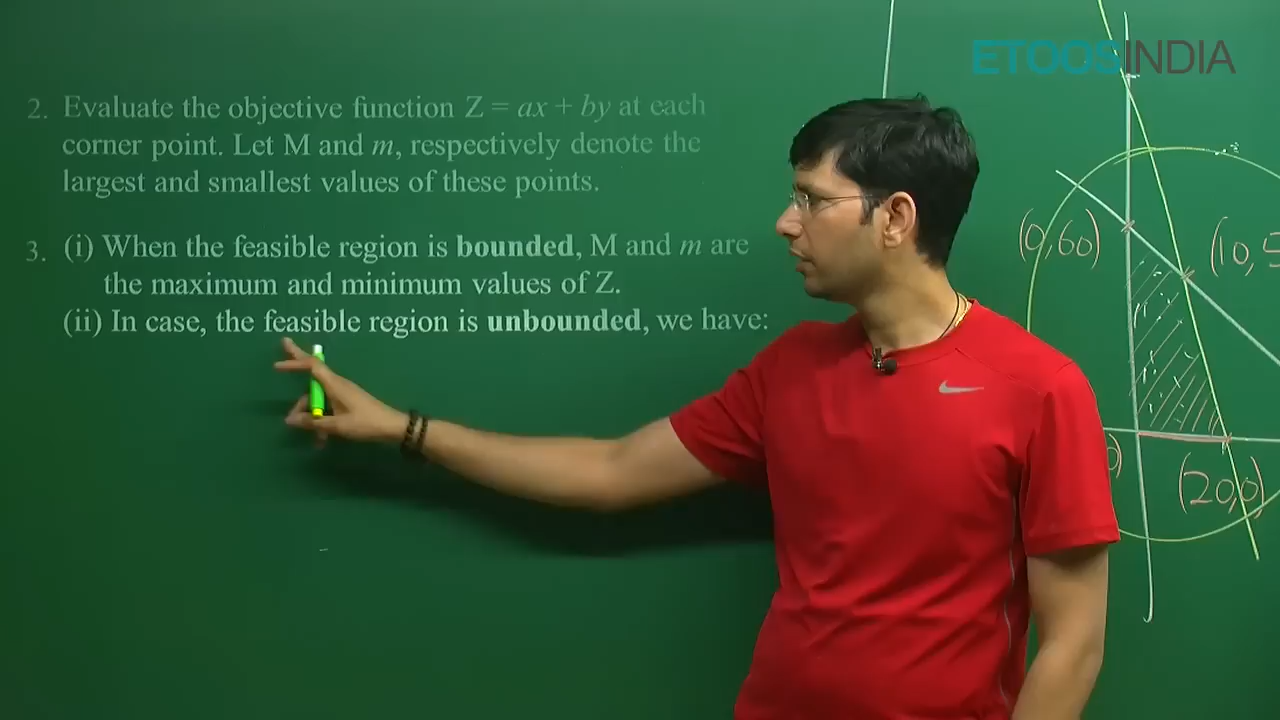 ETOOSINDIA
2. Evaluate the objective function Z = ax + by at each
corner point. Let M and m, respectively denote the
largest and smallest values of these points.
3. (i) When the feasible region is bounded, M and m are
the maximum and minimum values of Z.
(ii) In case, the feasible region is unbounded, we have:
(0,60)
(10,5
)
(20,0)